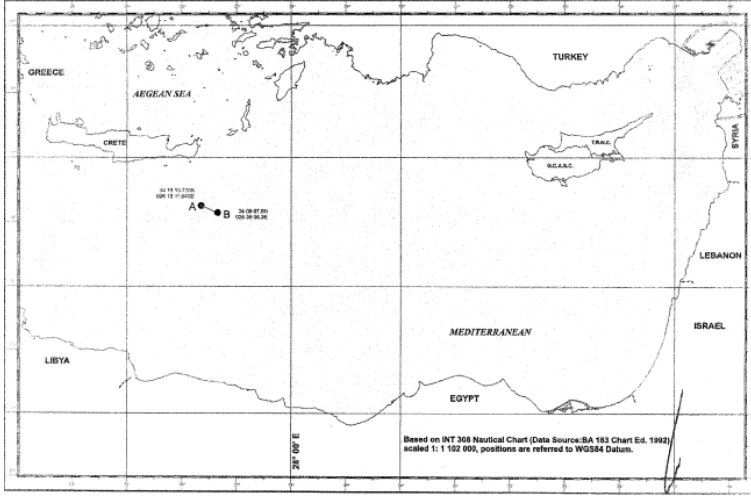 TURKEY
GREECE
AEGEAN SEA
CRETE
T.R.N.C.
G.C.A.S.C.
SYRIA
A
B
LEBANON
ISRAEL
MEDITERRANEAN
LIBYA
EGYPT
28° 00' E
Based on INT 308 Nautical Chart (Data Source:BA 183 Chart Ed. 1992)
scaled 1: 1 102 000, positions are referred to WGS84 Datum.